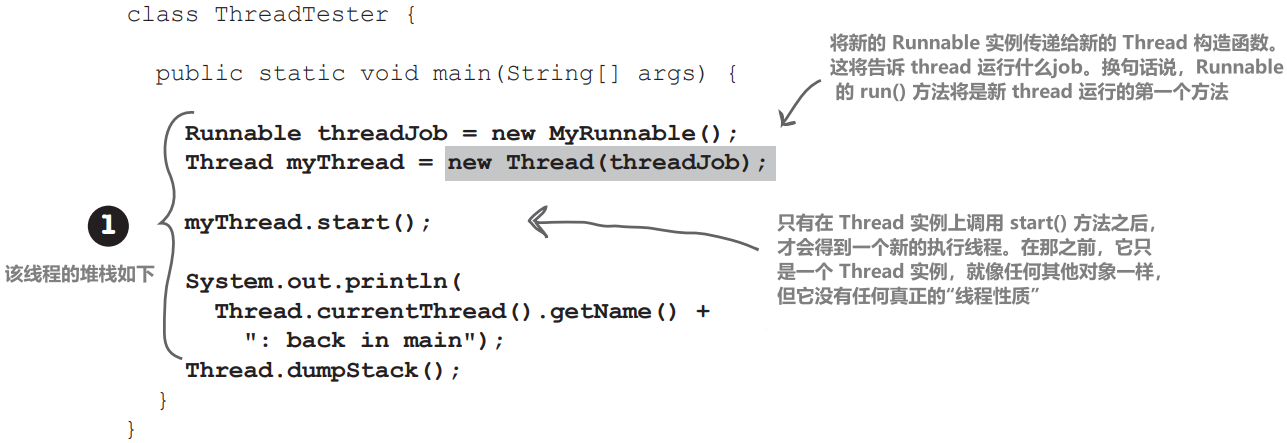 class ThreadTester {
public static void main(String[] args) {
将新的 Runnable 实例传递给新的 Thread 构造函数。
这将告诉 thread 运行什么job。换句话说，Runnable
的 run() 方法将是新 thread 运行的第一个方法
Runnable threadJob = new MyRunnable();
Thread myThread = new Thread(threadJob);
1
该线程的堆栈如下
myThread.start();
只有在 Thread 实例上调用 start() 方法之后，
才会得到一个新的执行线程。在那之前，它只
是一个 Thread 实例，就像任何其他对象一样，
但它没有任何真正的“线程性质”
System.out.println(
Thread.currentThread().getName() +
": back in main");
Thread.dumpStack();
}
}